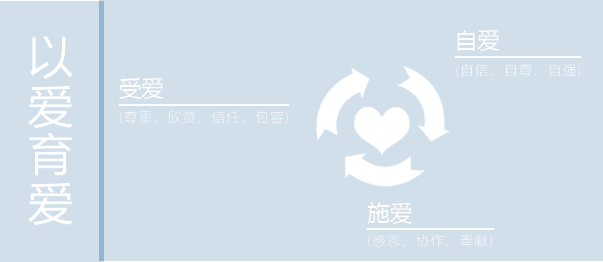 以爱育爱
受爱
(尊重、欣赏、信任、包容)
自爱
(自信、自尊、自强)
施爱
(感恩、协作、奉献)